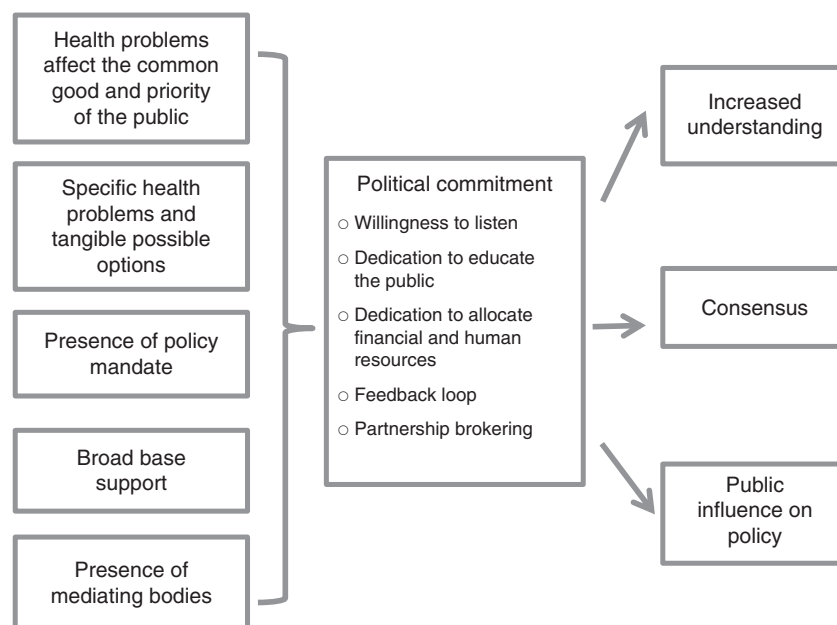 Health problems
affect the common
good and priority
of the public
Specific health
problems and
tangible possible
options
Presence of policy
mandate
Broad base
support
Presence of
mediating bodies
Political commitment
○ Willingness to listen
○ Dedication to educate
the public
○ Dedication to allocate
financial and human
resources
○ Feedback loop
○ Partnership brokering
Increased
understanding
Consensus
Public
influence on
policy